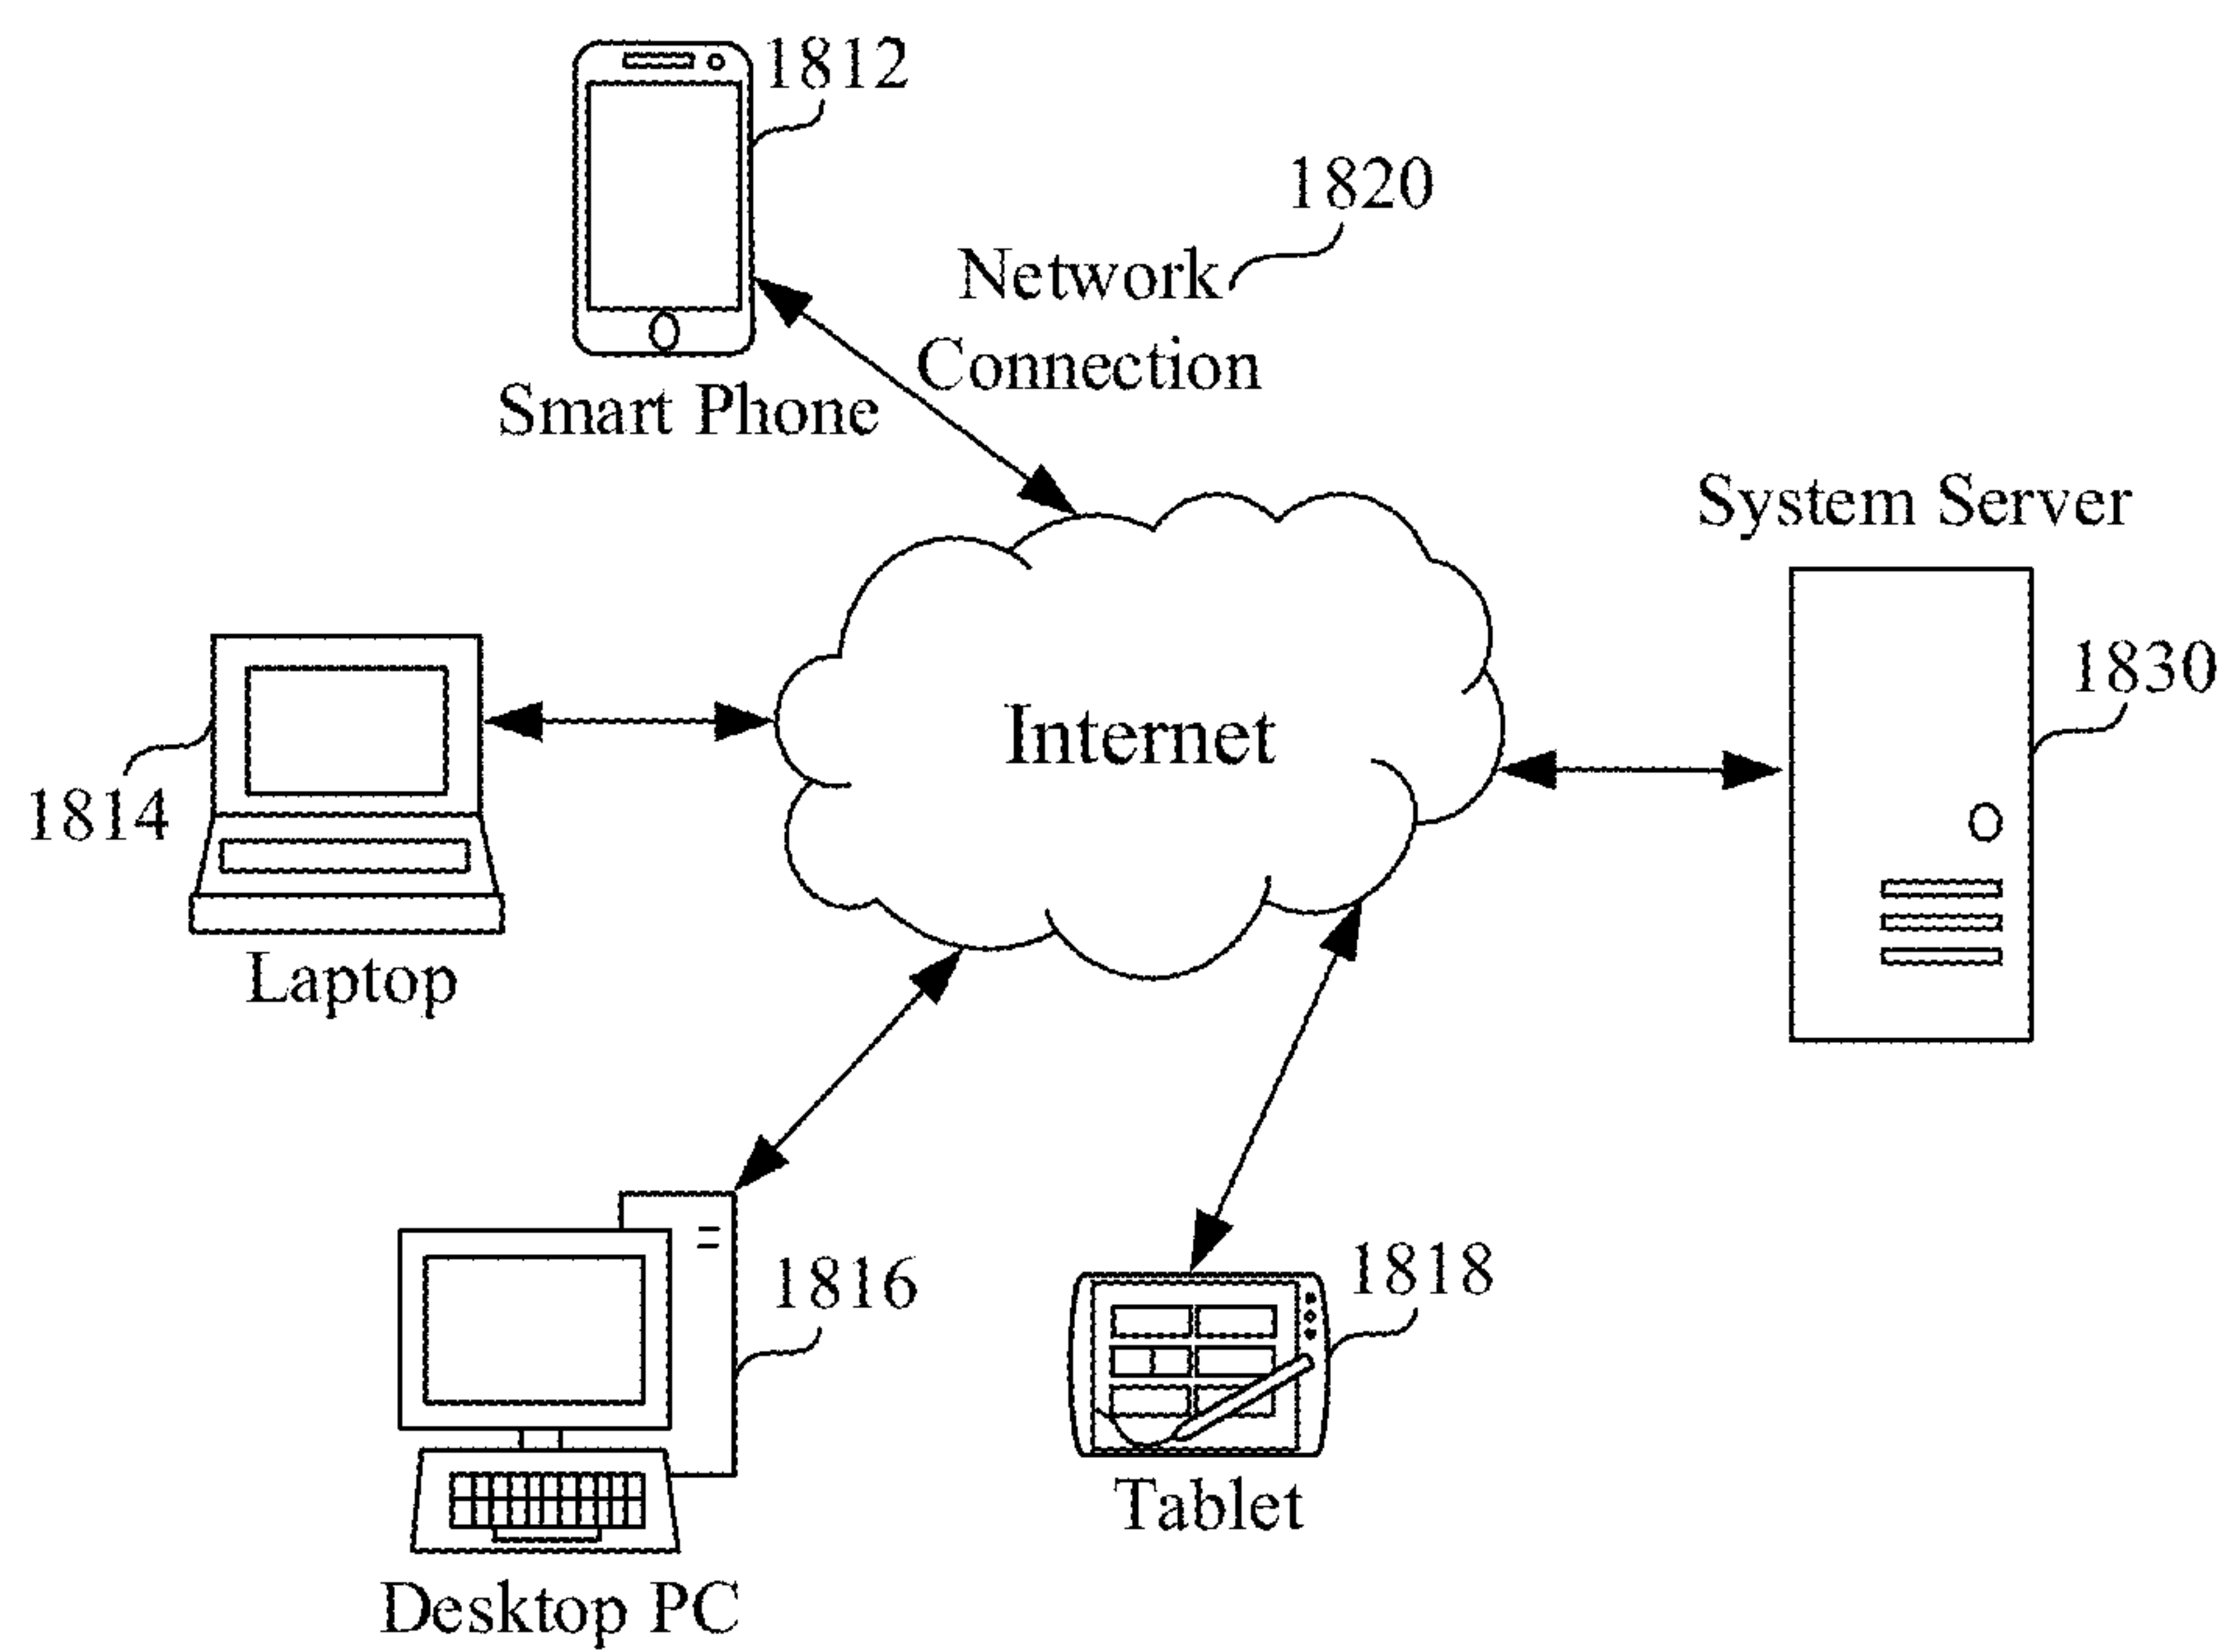 1812
1820
Network
Connection
Smart Phone
System Server
1830
Internet
1814
Laptop
1816
1818
Tablet
Desktop PC